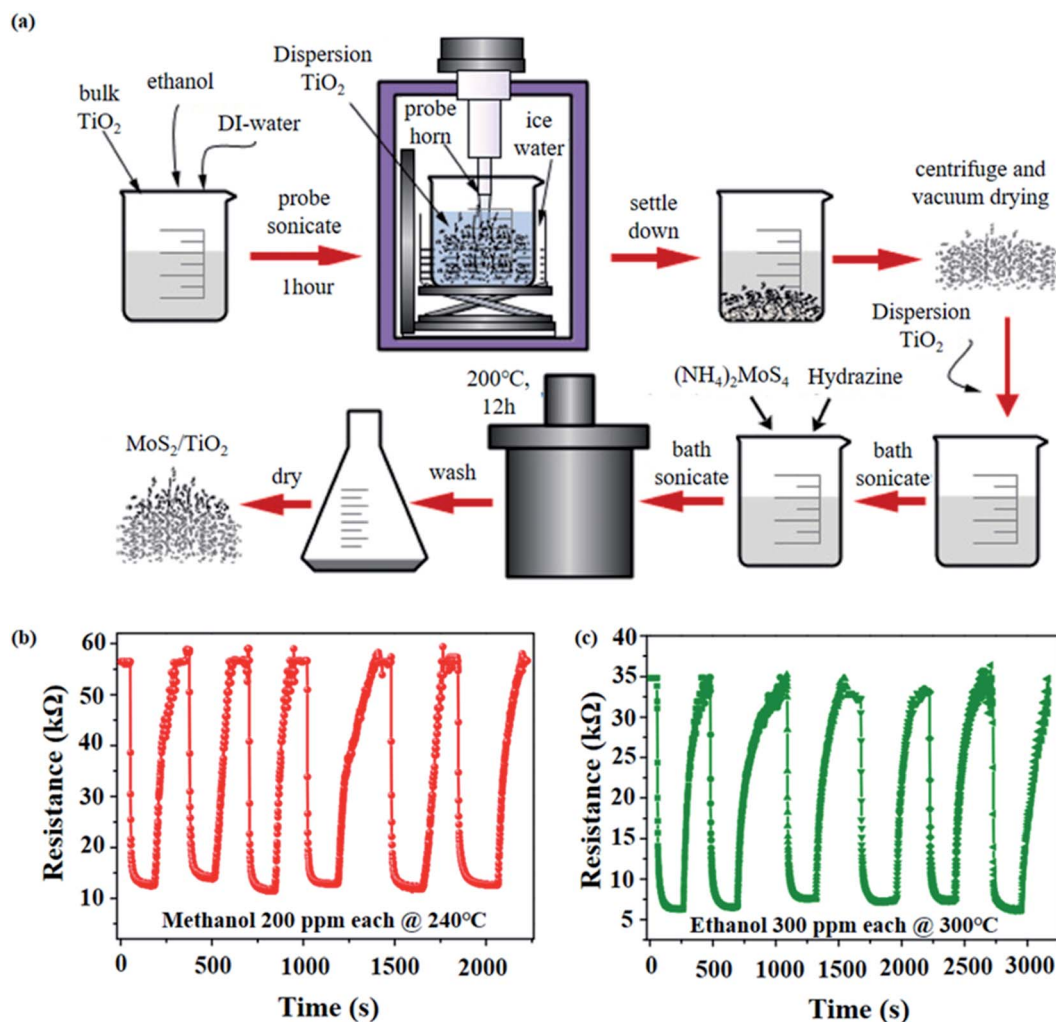 (a)
bulk
TiO2
ethanol
DI-water
probe
sonicate
1hour
Dispersion
TiO2
probe
horn
ice
water
settle
down
centrifuge and
vacuum drying
Dispersion
TiO2
(NH4)2MoS4
Hydrazine
bath
sonicate
bath
sonicate
200℃,
12h
wash
dry
MoS2/TiO2
(b)
Resistance (kΩ)
60
50
40
30
20
10
Methanol 200 ppm each @ 240℃
0
500
1000
1500
2000
Time (s)
(c)
Resistance (kΩ)
40
35
30
25
20
15
10
5
Ethanol 300 ppm each @ 300℃
0
500
1000
1500
2000
2500
3000
Time (s)